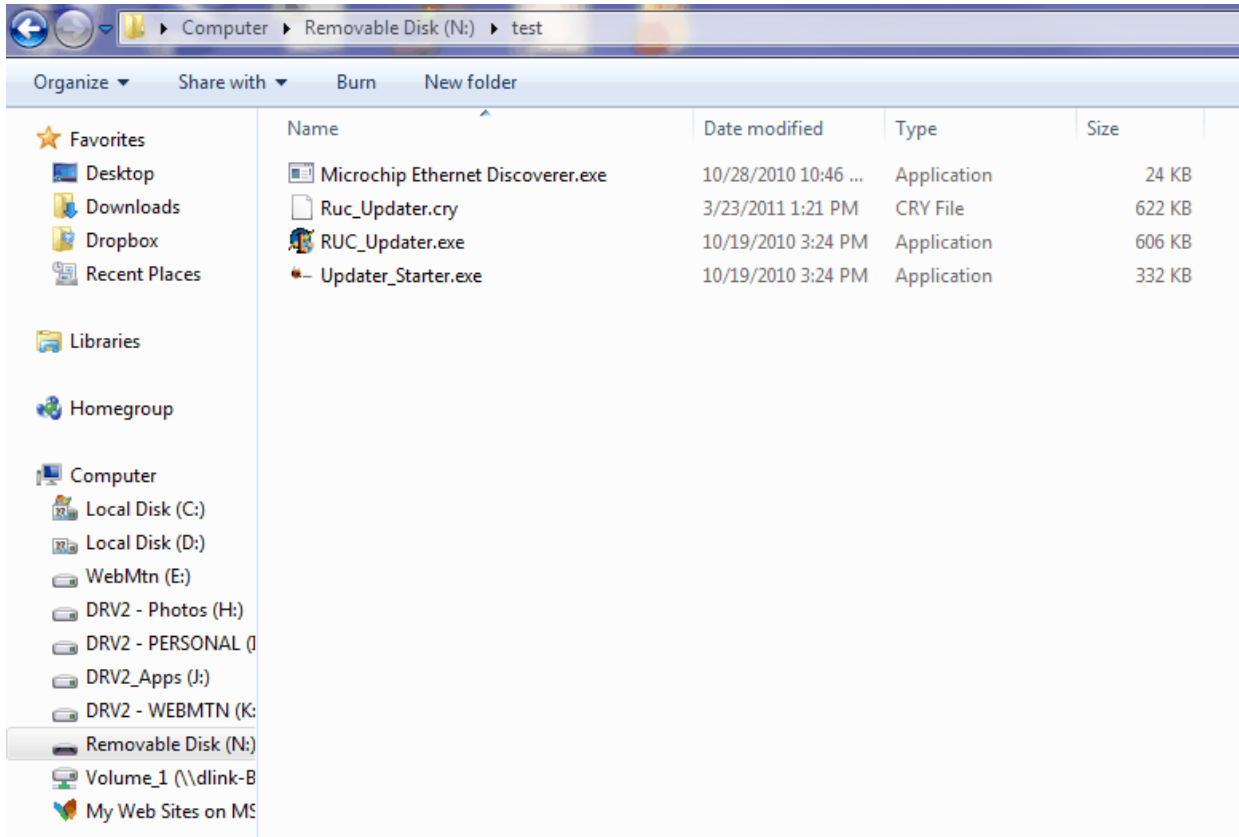 Computer Removable Disk (N:) test
Organize Share with Burn New folder
Favorites
Desktop
Downloads
Dropbox
Recent Places
Libraries
Homegroup
Computer
Local Disk (C:)
Local Disk (D:)
WebMtn (E:)
DRV2 - Photos (H:)
DRV2 - PERSONAL (I
DRV2_Apps (J:)
DRV2 - WEBMTN (K:
Removable Disk (N:)
Volume_1 (\\dlink-B
My Web Sites on MS
Name Date modified Type Size
Microchip Ethernet Discoverer.exe 10/28/2010 10:46 ... Application 24 KB
Ruc_Updater.cry 3/23/2011 1:21 PM CRY File 622 KB
RUC_Updater.exe 10/19/2010 3:24 PM Application 606 KB
Updater_Starter.exe 10/19/2010 3:24 PM Application 332 KB